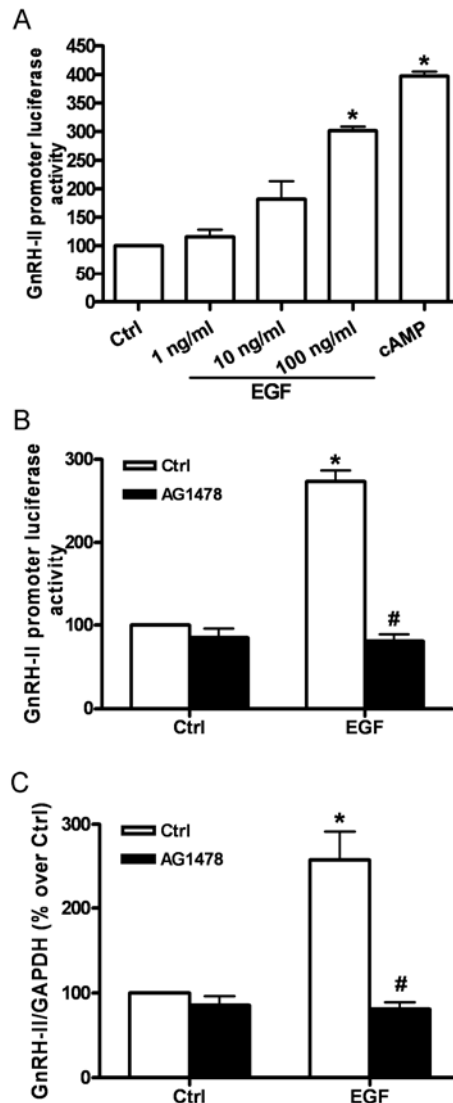 A
GnRH-II promoter luciferase
activity
450
400
350
300
250
200
150
100
50
0
*
*
Ctrl
1 ng/ml
10 ng/ml
100 ng/ml
cAMP
EGF
B
GnRH-II promoter luciferase
activity
300
200
100
0
Ctrl
AG1478
*
#
Ctrl
EGF
C
GnRH-II/GAPDH (% over Ctrl)
300
200
100
0
Ctrl
AG1478
*
#
Ctrl
EGF